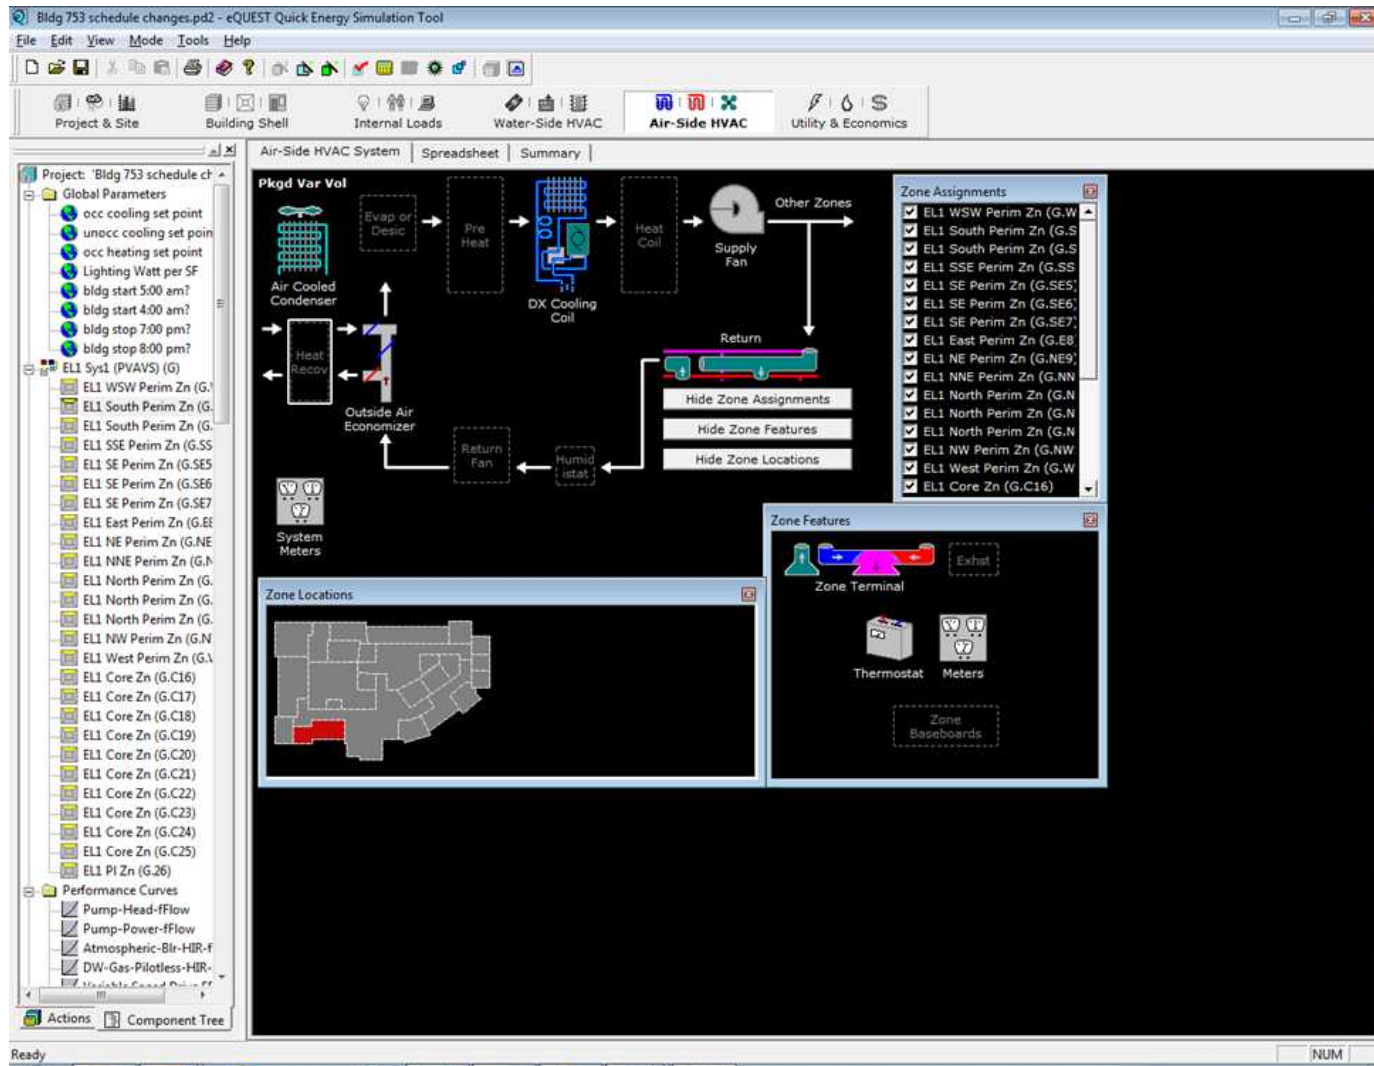 Bldg 753 schedule changes.pd2 - eQUEST Quick Energy Simulation Tool
File Edit View Mode Tools Help
Project & Site
Building Shell
Internal Loads
Water-Side HVAC
Air-Side HVAC
Utility & Economics
Air-Side HVAC System
Spreadsheet
Summary
Project: 'Bldg 753 schedule ch
Global Parameters
occ cooling set point
unocc cooling set poin
occ heating set point
Lighting Watt per SF
bldg start 5:00 am?
bldg start 4:00 am?
bldg stop 7:00 pm?
bldg stop 8:00 pm?
EL1 Sys1 (PVAVS) (G)
EL1 WSW Perim Zn (G.
EL1 South Perim Zn (G.
EL1 South Perim Zn (G.
EL1 SSE Perim Zn (G.SS
EL1 SE Perim Zn (G.SE5
EL1 SE Perim Zn (G.SE6
EL1 SE Perim Zn (G.SE7
EL1 East Perim Zn (G.E8
EL1 NE Perim Zn (G.NE
EL1 NNE Perim Zn (G.N
EL1 North Perim Zn (G.
EL1 North Perim Zn (G.
EL1 North Perim Zn (G.
EL1 NW Perim Zn (G.N
EL1 West Perim Zn (G.
EL1 Core Zn (G.C16)
EL1 Core Zn (G.C17)
EL1 Core Zn (G.C18)
EL1 Core Zn (G.C19)
EL1 Core Zn (G.C20)
EL1 Core Zn (G.C21)
EL1 Core Zn (G.C22)
EL1 Core Zn (G.C23)
EL1 Core Zn (G.C24)
EL1 Core Zn (G.C25)
EL1 Pl Zn (G.26)
Performance Curves
Pump-Head-fFlow
Pump-Power-fFlow
Atmospheric-Blr-HIR-f
DW-Gas-Pilotless-HIR-
Actions
Component Tree
Pkgd Var Vol
Air Cooled
Condenser
Evap or
Desic
Pre
Heat
DX Cooling
Coil
Heat
Coil
Supply
Fan
Other Zones
Heat
Recov
Outside Air
Economizer
Return
Hide Zone Assignments
Hide Zone Features
Hide Zone Locations
Return
Fan
Humid
istat
System
Meters
Zone Assignments
EL1 WSW Perim Zn (G.W
EL1 South Perim Zn (G.S
EL1 South Perim Zn (G.S
EL1 SSE Perim Zn (G.SS
EL1 SE Perim Zn (G.SE5)
EL1 SE Perim Zn (G.SE6)
EL1 SE Perim Zn (G.SE7)
EL1 East Perim Zn (G.E8
EL1 NE Perim Zn (G.NE9)
EL1 NNE Perim Zn (G.NN
EL1 North Perim Zn (G.N
EL1 North Perim Zn (G.N
EL1 North Perim Zn (G.N
EL1 NW Perim Zn (G.NW
EL1 West Perim Zn (G.W
EL1 Core Zn (G.C16)
Zone Features
Zone Terminal
Exhst
Thermostat
Meters
Zone
Baseboards
Zone Locations
Ready
NUM